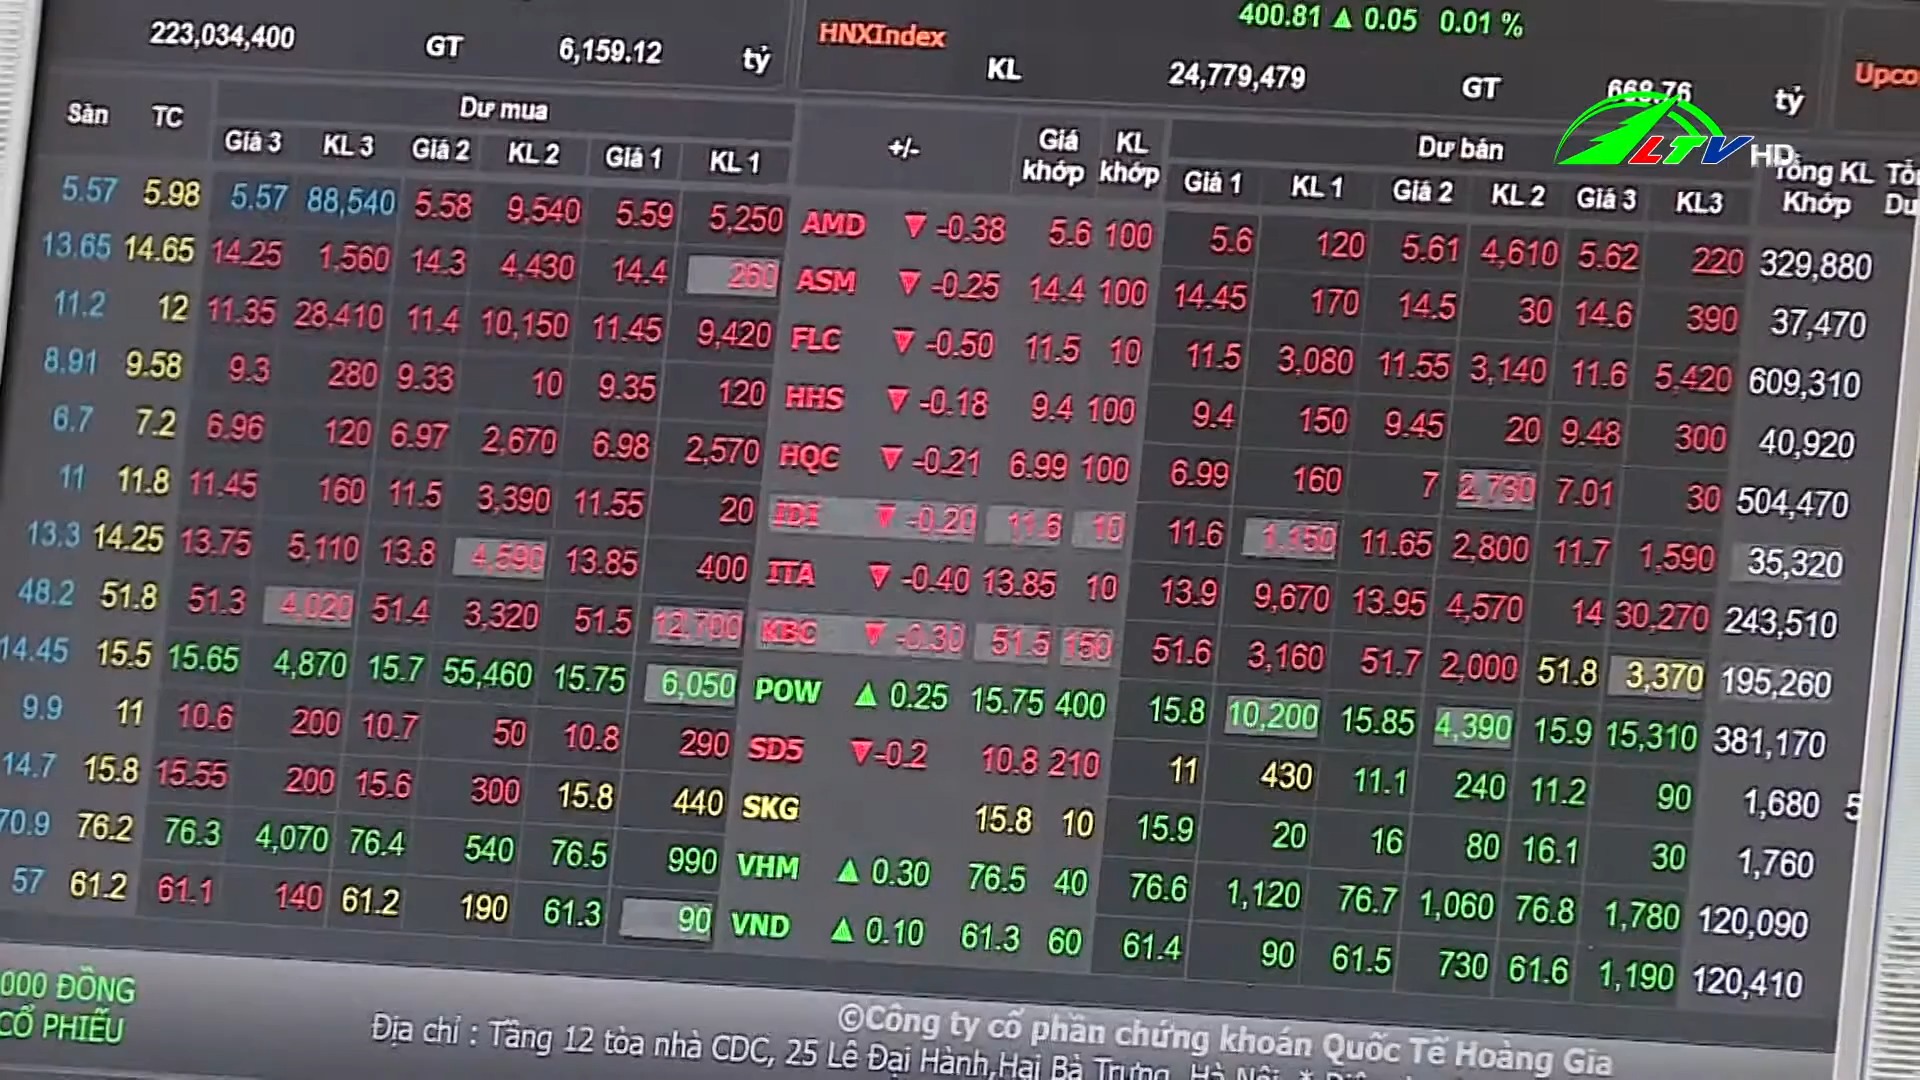 400.81 ▲ 0.05 0.01 %
223,034,400 GT 6,159.12 tỷ HNXIndex KL 24,779,479 GT 668.76 tỷ
LTV HD
Sàn TC Dư mua +/- Giá khớp KL khớp Dư bán Tổng KL Khớp
Giá 3 KL 3 Giá 2 KL 2 Giá 1 KL 1 Giá 1 KL 1 Giá 2 KL 2 Giá 3 KL3
5.57 5.98 5.57 88,540 5.58 9,540 5.59 5,250 AMD ▼ -0.38 5.6 100 5.6 120 5.61 4,610 5.62 220 329,880
13.65 14.65 14.25 1,560 14.3 4,430 14.4 260 ASM ▼ -0.25 14.4 100 14.45 170 14.5 30 14.6 390 37,470
11.2 12 11.35 28,410 11.4 10,150 11.45 9,420 FLC ▼ -0.50 11.5 10 11.5 3,080 11.55 3,140 11.6 5,420 609,310
8.91 9.58 9.3 280 9.33 10 9.35 120 HHS ▼ -0.18 9.4 100 9.4 150 9.45 20 9.48 300 40,920
6.7 7.2 6.96 120 6.97 2,670 6.98 2,570 HQC ▼ -0.21 6.99 100 6.99 160 7 2,730 7.01 30 504,470
11 11.8 11.45 160 11.5 3,390 11.55 20 IDI ▼ -0.20 11.6 10 11.6 1,150 11.65 2,800 11.7 1,590 35,320
13.3 14.25 13.75 5,110 13.8 4,590 13.85 400 ITA ▼ -0.40 13.85 10 13.9 9,670 13.95 4,570 14 30,270 243,510
48.2 51.8 51.3 4,020 51.4 3,320 51.5 12,700 KBC ▼ -0.30 51.5 150 51.6 3,160 51.7 2,000 51.8 3,370 195,260
14.45 15.5 15.65 4,870 15.7 55,460 15.75 6,050 POW ▲ 0.25 15.75 400 15.8 10,200 15.85 4,390 15.9 15,310 381,170
9.9 11 10.6 200 10.7 50 10.8 290 SD5 ▼ -0.2 10.8 210 11 430 11.1 240 11.2 90 1,680 5
14.7 15.8 15.55 200 15.6 300 15.8 440 SKG 15.8 10 15.9 20 16 80 16.1 30 1,760
70.9 76.2 76.3 4,070 76.4 540 76.5 990 VHM ▲ 0.30 76.5 40 76.6 1,120 76.7 1,060 76.8 1,780 120,090
57 61.2 61.1 140 61.2 190 61.3 90 VND ▲ 0.10 61.3 60 61.4 90 61.5 730 61.6 1,190 120,410
000 ĐỒNG
CỔ PHIẾU
©Công ty cổ phần chứng khoán Quốc Tế Hoàng Gia
Địa chỉ : Tầng 12 tòa nhà CDC, 25 Lê Đại Hành,Hai Bà Trưng, Hà Nội. *